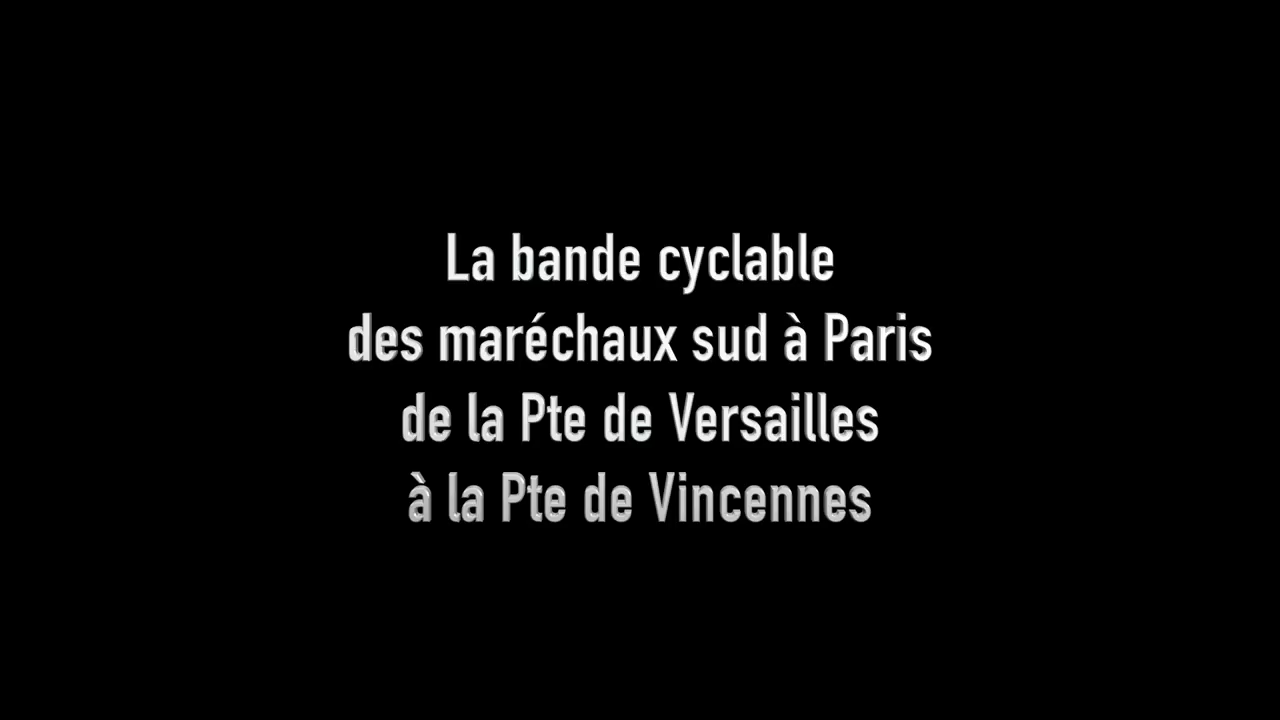 La bande cyclable
des maréchaux sud à Paris
de la Pte de Versailles
à la Pte de Vincennes